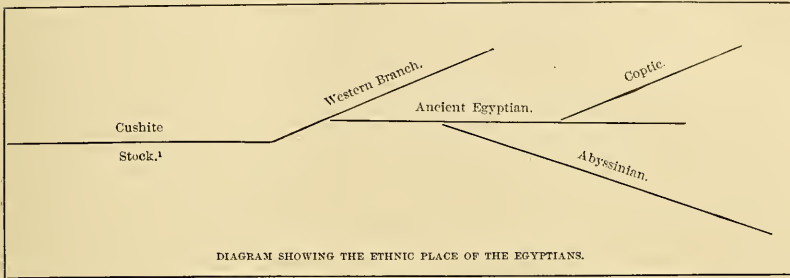 Western Branch.
Coptic.
Ancient Egyptian.
Cushite
Stock.¹
Abyssinian.
DIAGRAM SHOWING THE ETHNIC PLACE OF THE EGYPTIANS.